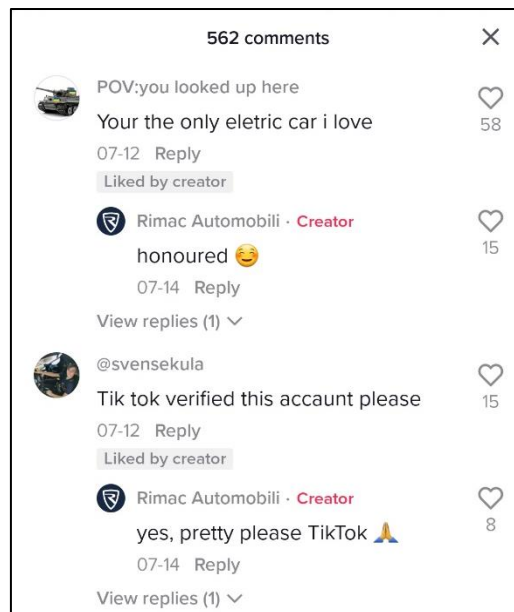 562 comments
POV:you looked up here
Your the only eletric car i love
58
07-12 Reply
Liked by creator
Rimac Automobili · Creator
honoured ☺️
15
07-14 Reply
View replies (1)
@svensekula
Tik tok verified this accaunt please
15
07-12 Reply
Liked by creator
Rimac Automobili · Creator
yes, pretty please TikTok 🙏
8
07-14 Reply
View replies (1)